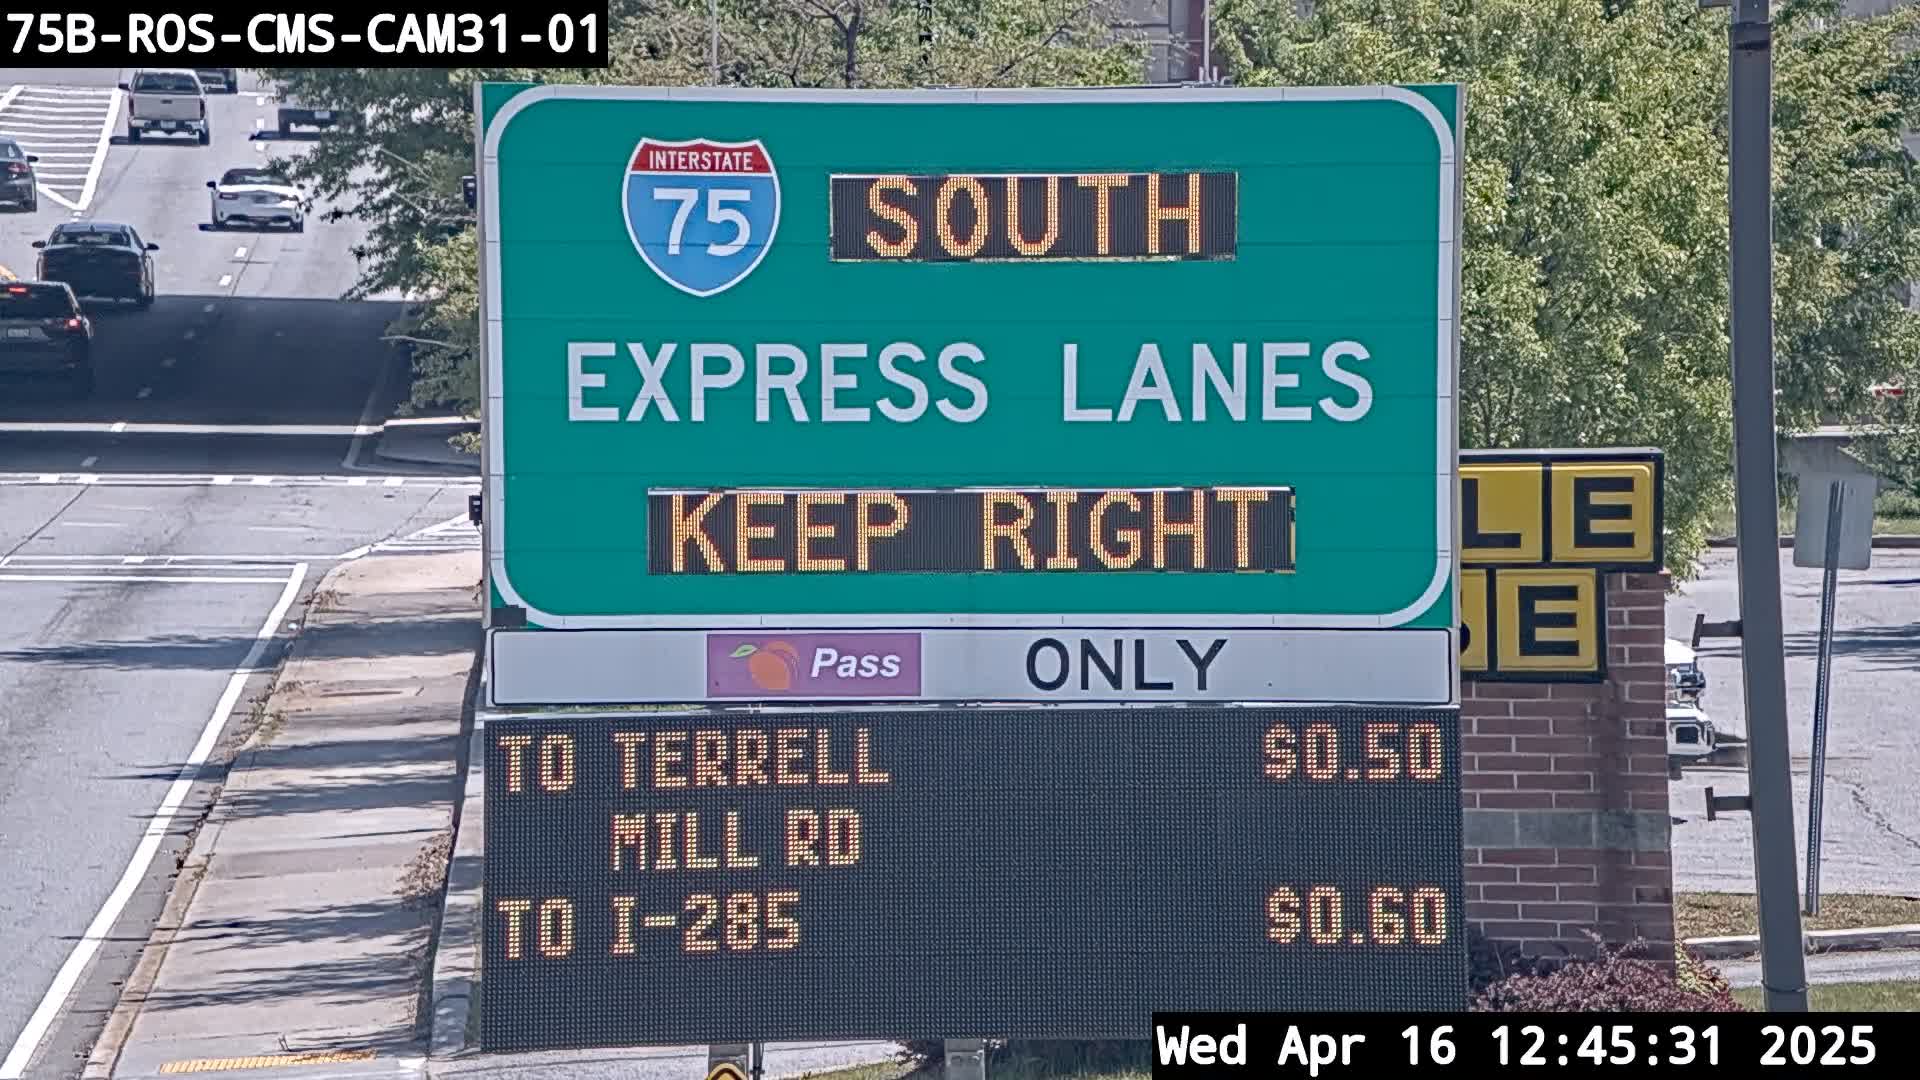 75B-ROS-CMS-CAM31-01
INTERSTATE
75
SOUTH
EXPRESS LANES
KEEP RIGHT
LE
E
Pass ONLY
TO TERRELL $0.50
MILL RD
TO I-285 $0.60
Wed Apr 16 12:45:31 2025